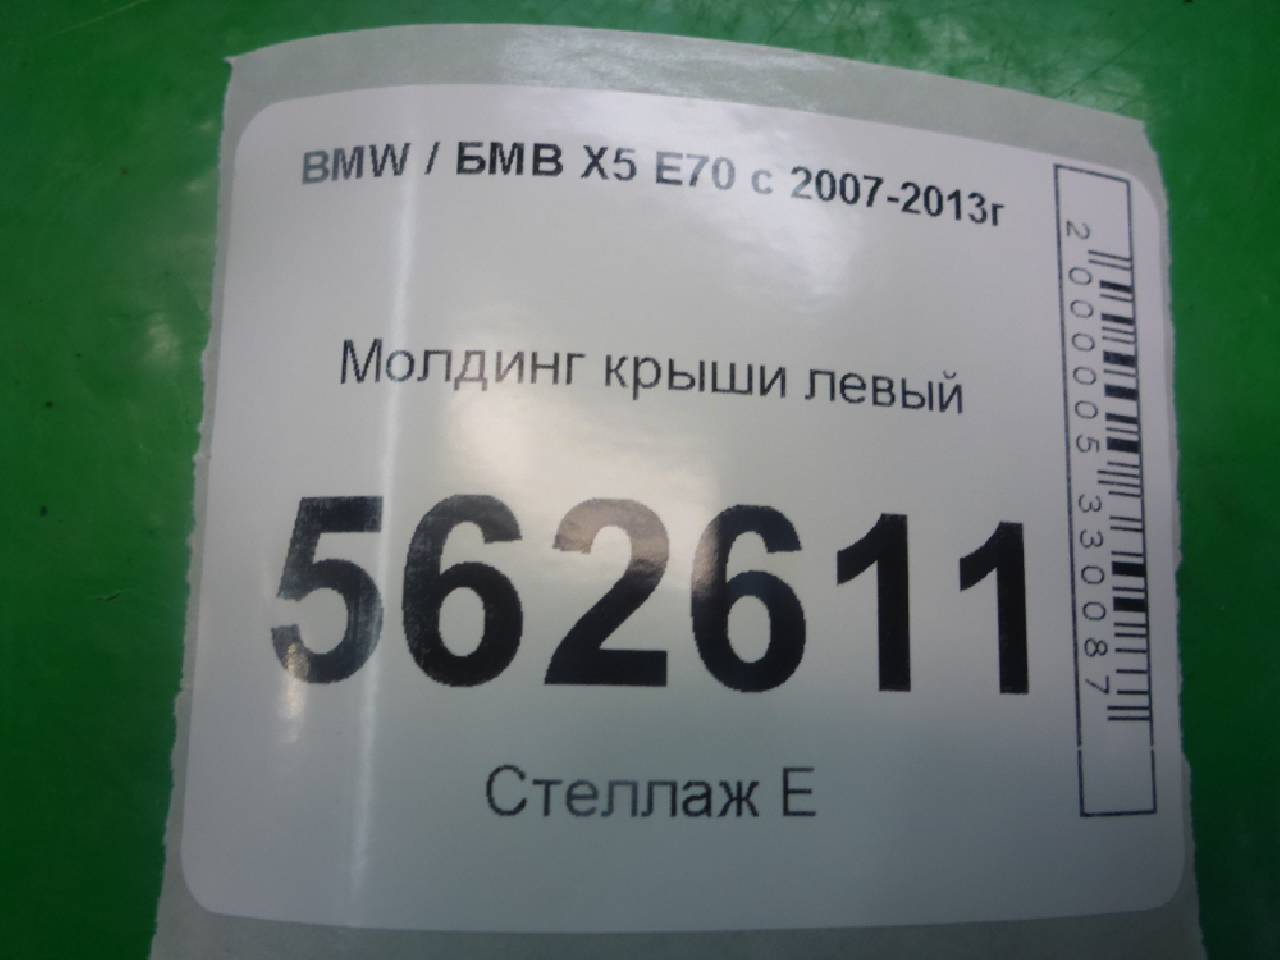 BMW / БМВ X5 E70 с 2007-2013г
Молдинг крыши левый
562611
Стеллаж Е
2000005330087